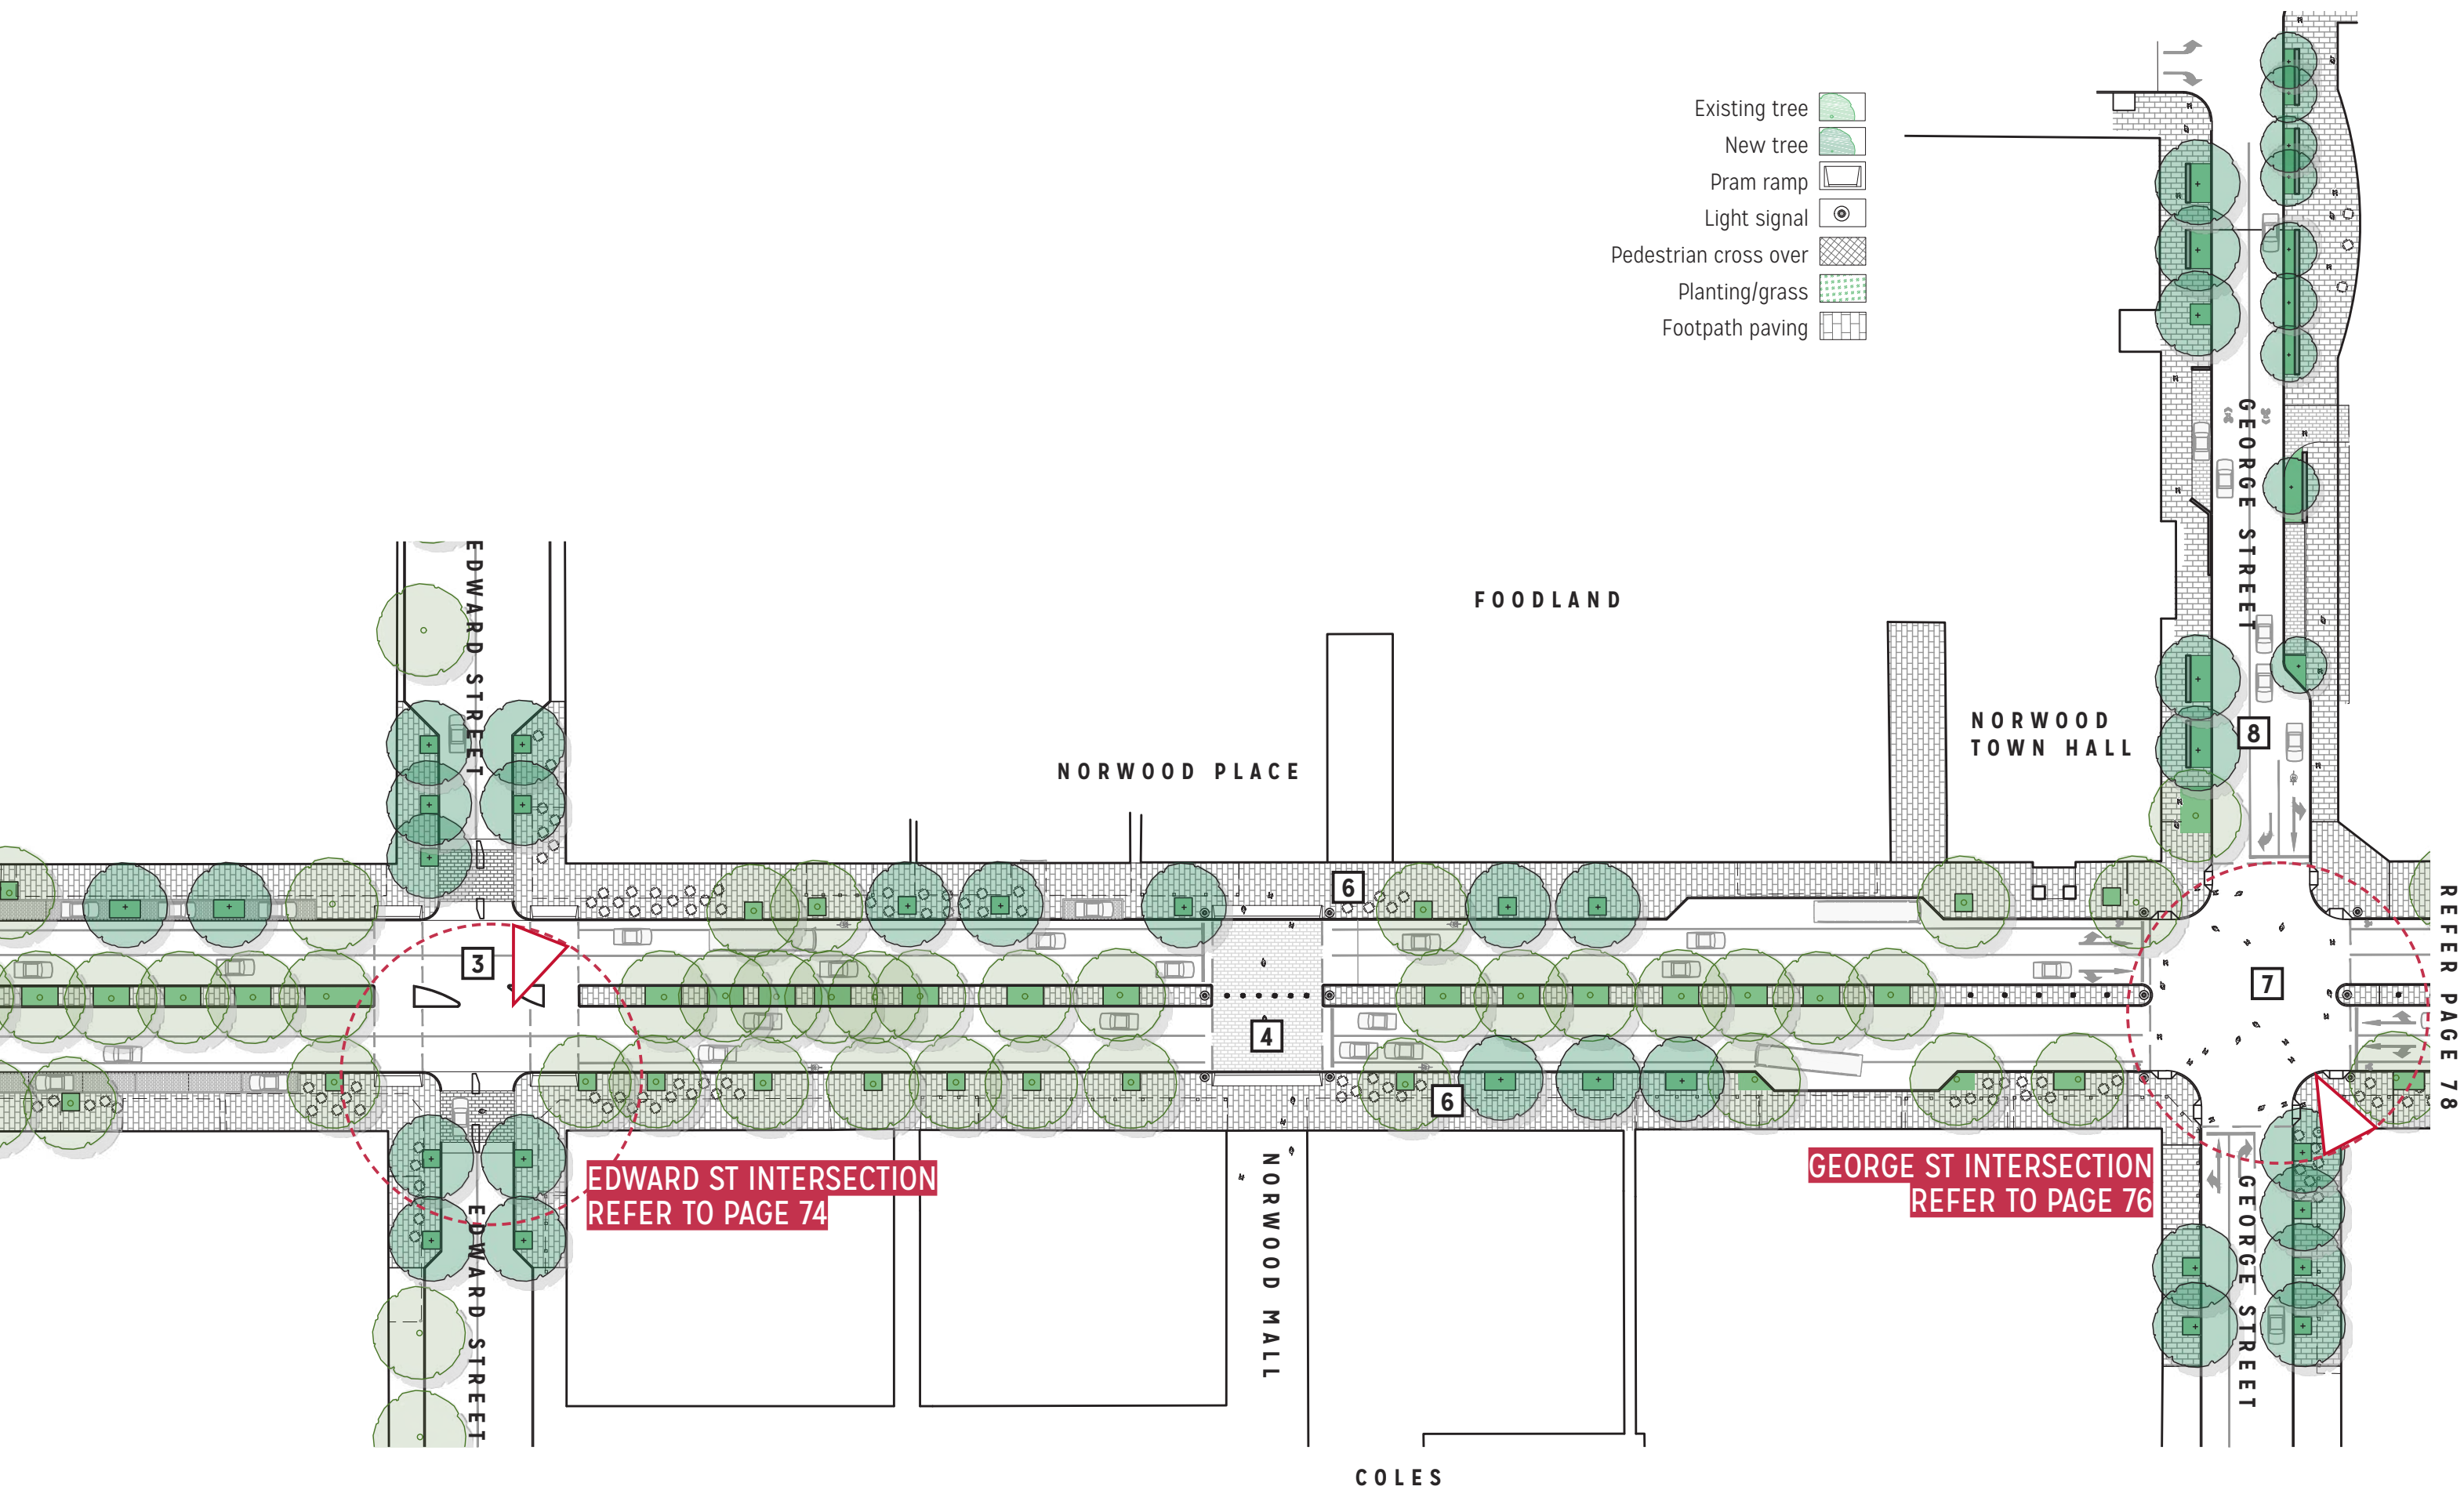 Existing tree
New tree
Pram ramp
Light signal
Pedestrian cross over
Planting/grass
Footpath paving
GEORGE STREET
EDWARD STREET
FOODLAND
NORWOOD
TOWN HALL
NORWOOD PLACE
8
6
3
7
4
6
REFER PAGE 78
EDWARD ST INTERSECTION
REFER TO PAGE 74
GEORGE ST INTERSECTION
REFER TO PAGE 76
EDWARD STREET
NORWOOD MALL
GEORGE STREET
COLES